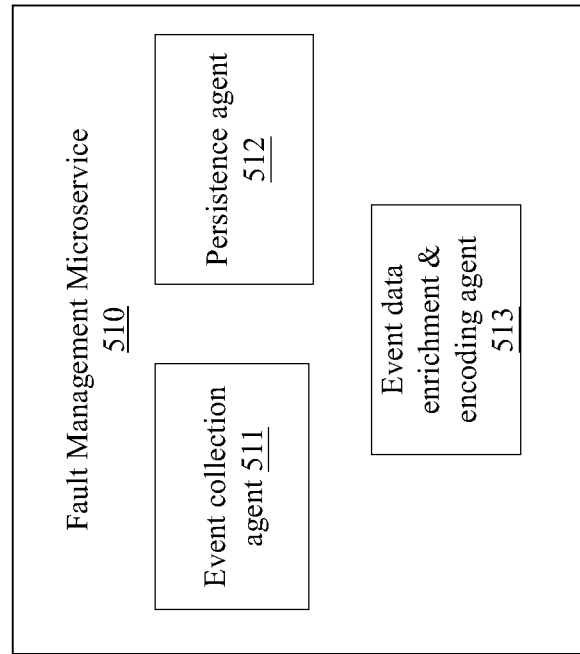 Fault Management Microservice
510
Event collection
agent 511
Persistence agent
512
Event data
enrichment &
encoding agent
513